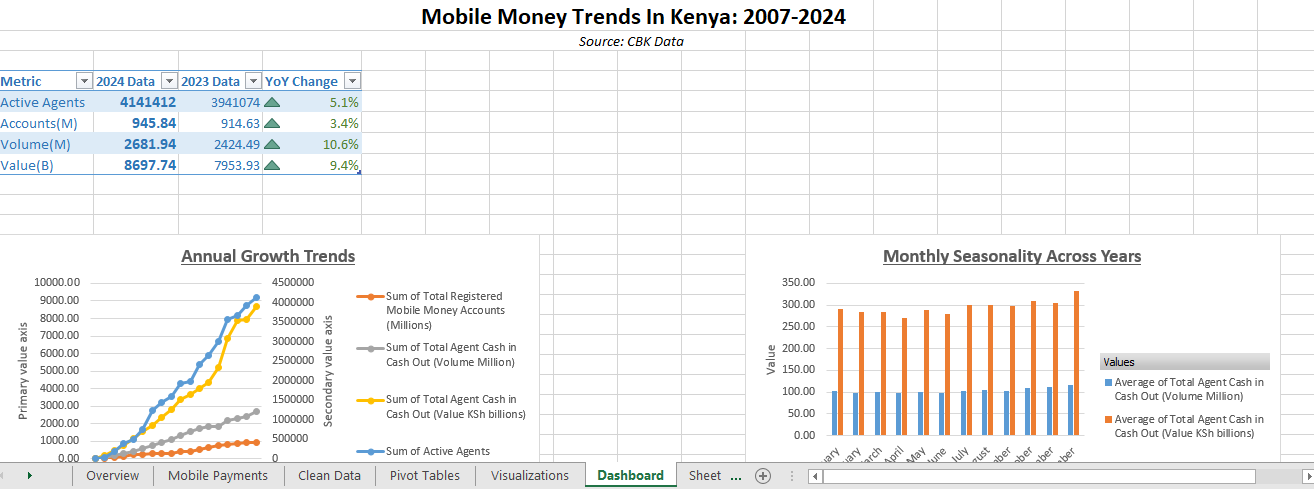 Mobile Money Trends In Kenya: 2007-2024
Source: CBK Data
Metric 2024 Data 2023 Data YoY Change
Active Agents 4141412 3941074 5.1%
Accounts(M) 945.84 914.63 3.4%
Volume(M) 2681.94 2424.49 10.6%
Value(B) 8697.74 7953.93 9.4%
Annual Growth Trends
10000.00
9000.00
8000.00
7000.00
6000.00
5000.00
4000.00
3000.00
2000.00
1000.00
0.00
Primary value axis
4500000
4000000
3500000
3000000
2500000
2000000
1500000
1000000
500000
0
Secondary value axis
Sum of Total Registered
Mobile Money Accounts
(Millions)
Sum of Total Agent Cash in
Cash Out (Volume Million)
Sum of Total Agent Cash in
Cash Out (Value KSh billions)
Sum of Active Agents
Monthly Seasonality Across Years
350.00
300.00
250.00
200.00
150.00
100.00
50.00
0.00
Value
uary
uary
arch
April
May
June
July
gust
mber
ober
mber
mber
Values
Average of Total Agent Cash in
Cash Out (Volume Million)
Average of Total Agent Cash in
Cash Out (Value KSh billions)
Overview Mobile Payments Clean Data Pivot Tables Visualizations Dashboard Sheet ...